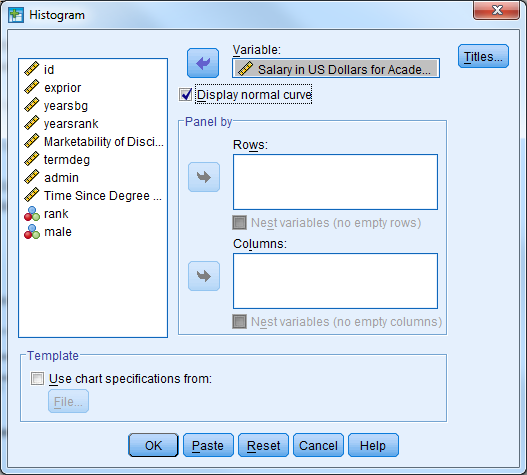 Histogram
id
exprior
yearsbg
yearsrank
Marketability of Disci...
termdeg
admin
Time Since Degree ...
rank
male
Variable:
Salary in US Dollars for Acade...
Titles...
Display normal curve
Panel by
Rows:
Nest variables (no empty rows)
Columns:
Nest variables (no empty columns)
Template
Use chart specifications from:
File...
OK
Paste
Reset
Cancel
Help